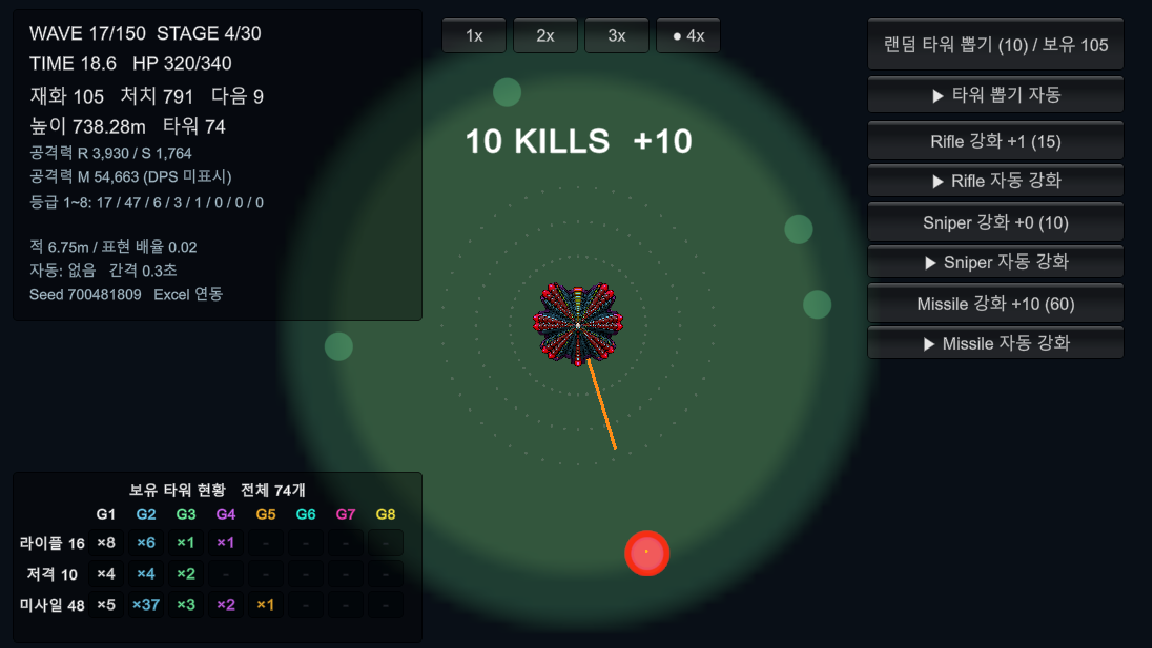 WAVE 17/150 STAGE 4/30
TIME 18.6 HP 320/340
재화 105 처치 791 다음 9
높이 738.28m 타워 74
공격력 R 3,930 / S 1,764
공격력 M 54,663 (DPS 미표시)
등급 1~8: 17 / 47 / 6 / 3 / 1 / 0 / 0 / 0
적 6.75m / 표현 배율 0.02
자동: 없음 간격 0.3초
Seed 700481809 Excel 연동
1x
2x
3x
● 4x
10 KILLS +10
랜덤 타워 뽑기 (10) / 보유 105
▶ 타워 뽑기 자동
Rifle 강화 +1 (15)
▶ Rifle 자동 강화
Sniper 강화 +0 (10)
▶ Sniper 자동 강화
Missile 강화 +10 (60)
▶ Missile 자동 강화
보유 타워 현황 전체 74개
G1 G2 G3 G4 G5 G6 G7 G8
라이플 16 ×8 ×6 ×1 ×1 - - - -
저격 10 ×4 ×4 ×2 - - - - -
미사일 48 ×5 ×37 ×3 ×2 ×1 - - -